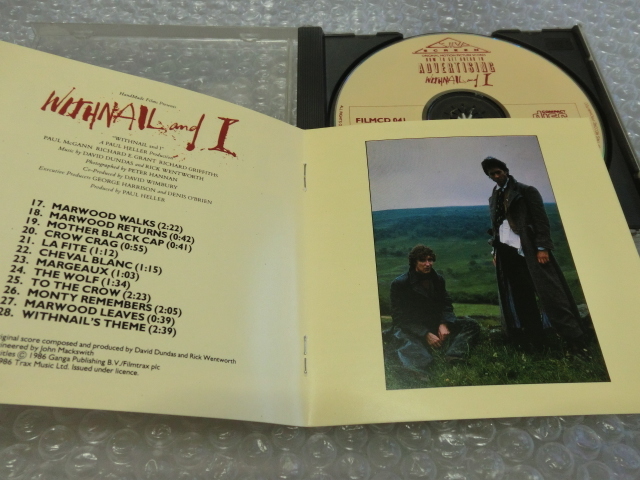 HandMade Films Presents
WITHNAIL and I
"WITHNAIL and I"
A PAUL HELLER Production
PAUL McGANN RICHARD E. GRANT RICHARD GRIFFITHS
Music by DAVID DUNDAS and RICK WENTWORTH
Photographed by PETER HANNAN
Co-Produced by DAVID WIMBURY
Executive Producers GEORGE HARRISON and DENIS O'BRIEN
Produced by PAUL HELLER
17. MARWOOD WALKS (2:22)
18. MARWOOD RETURNS (0:42)
19. MOTHER BLACK CAP (0:41)
20. CROW CRAG (0:55)
21. LA FITE (1:12)
22. CHEVAL BLANC (1:15)
23. MARGEAUX (1:03)
24. THE WOLF (1:34)
25. TO THE CROW (2:23)
26. MONTY REMEMBERS (2:05)
27. MARWOOD LEAVES (0:39)
28. WITHNAIL'S THEME (2:39)
iginal score composed and produced by David Dundas and Rick Wentworth
ngineered by John Mackswith
titles © 1986 Ganga Publishing B.V./Filmtrax plc
986 Trax Music Ltd. Issued under licence.
SCREEN
HOW TO GET AHEAD IN
ADVERTISING
WITHNAIL and I
FILMCD 041